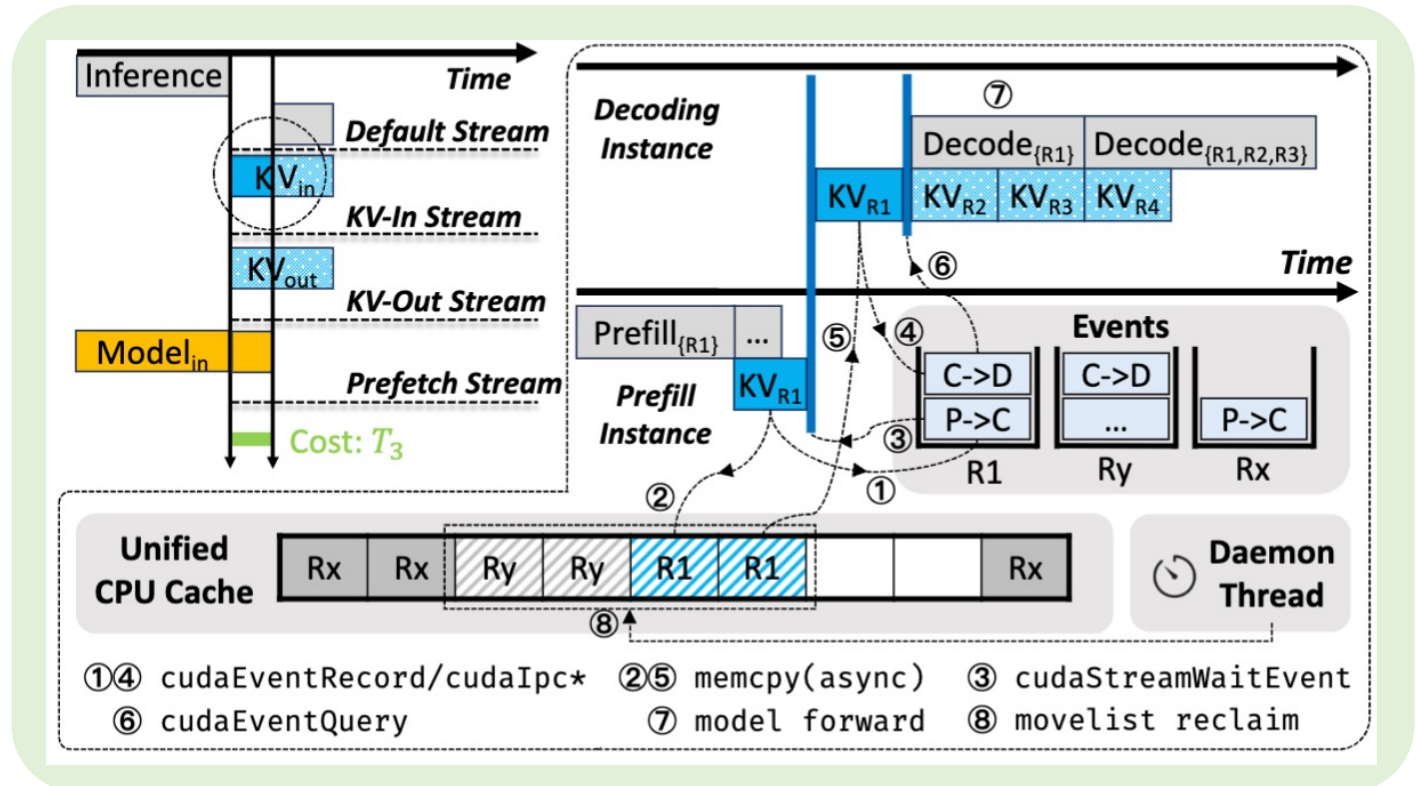 Inference
Time
Default Stream
KVin
KV-In Stream
KVout
KV-Out Stream
Modelin
Prefetch Stream
Cost: T3
Decoding
Instance
⑦
Decode{R1}
Decode{R1,R2,R3}
KVR1
KVR2
KVR3
KVR4
⑥
Time
Prefill{R1}
...
KVR1
Prefill
Instance
⑤
④
Events
C->D
C->D
③
P->C
...
P->C
R1
Ry
Rx
①
②
Unified
CPU Cache
Rx
Rx
Ry
Ry
R1
R1
Rx
Daemon
Thread
⑧
①④ cudaEventRecord/cudaIpc* ②⑤ memcpy(async) ③ cudaStreamWaitEvent
⑥ cudaEventQuery ⑦ model forward ⑧ movelist reclaim